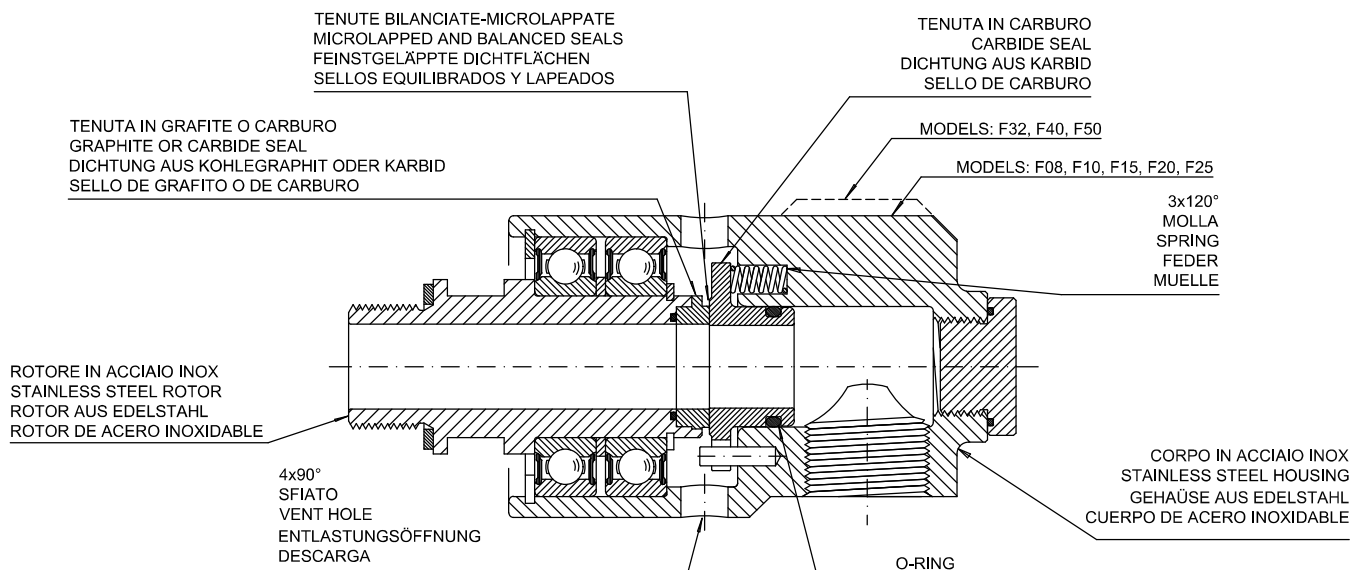 TENUTE BILANCIATE-MICROLAPPATE
MICROLAPPED AND BALANCED SEALS
FEINSTGELÄPPTE DICHTFLÄCHEN
SELLOS EQUILIBRADOS Y LAPEADOS
TENUTA IN CARBURO
CARBIDE SEAL
DICHTUNG AUS KARBID
SELLO DE CARBURO
TENUTA IN GRAFITE O CARBURO
GRAPHITE OR CARBIDE SEAL
DICHTUNG AUS KOHLEGRAPHIT ODER KARBID
SELLO DE GRAFITO O DE CARBURO
MODELS: F32, F40, F50
MODELS: F08, F10, F15, F20, F25
3x120°
MOLLA
SPRING
FEDER
MUELLE
ROTORE IN ACCIAIO INOX
STAINLESS STEEL ROTOR
ROTOR AUS EDELSTAHL
ROTOR DE ACERO INOXIDABLE
4x90°
SFIATO
VENT HOLE
ENTLASTUNGSÖFFNUNG
DESCARGA
CORPO IN ACCIAIO INOX
STAINLESS STEEL HOUSING
GEHAÜSE AUS EDELSTAHL
CUERPO DE ACERO INOXIDABLE
O-RING